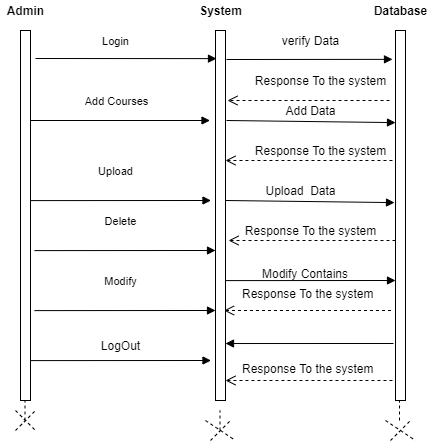 Admin System Database
Login verify Data
Response To the system
Add Courses Add Data
Response To the system
Upload Upload Data
Delete Response To the system
Modify Modify Contains
Response To the system
LogOut
Response To the system